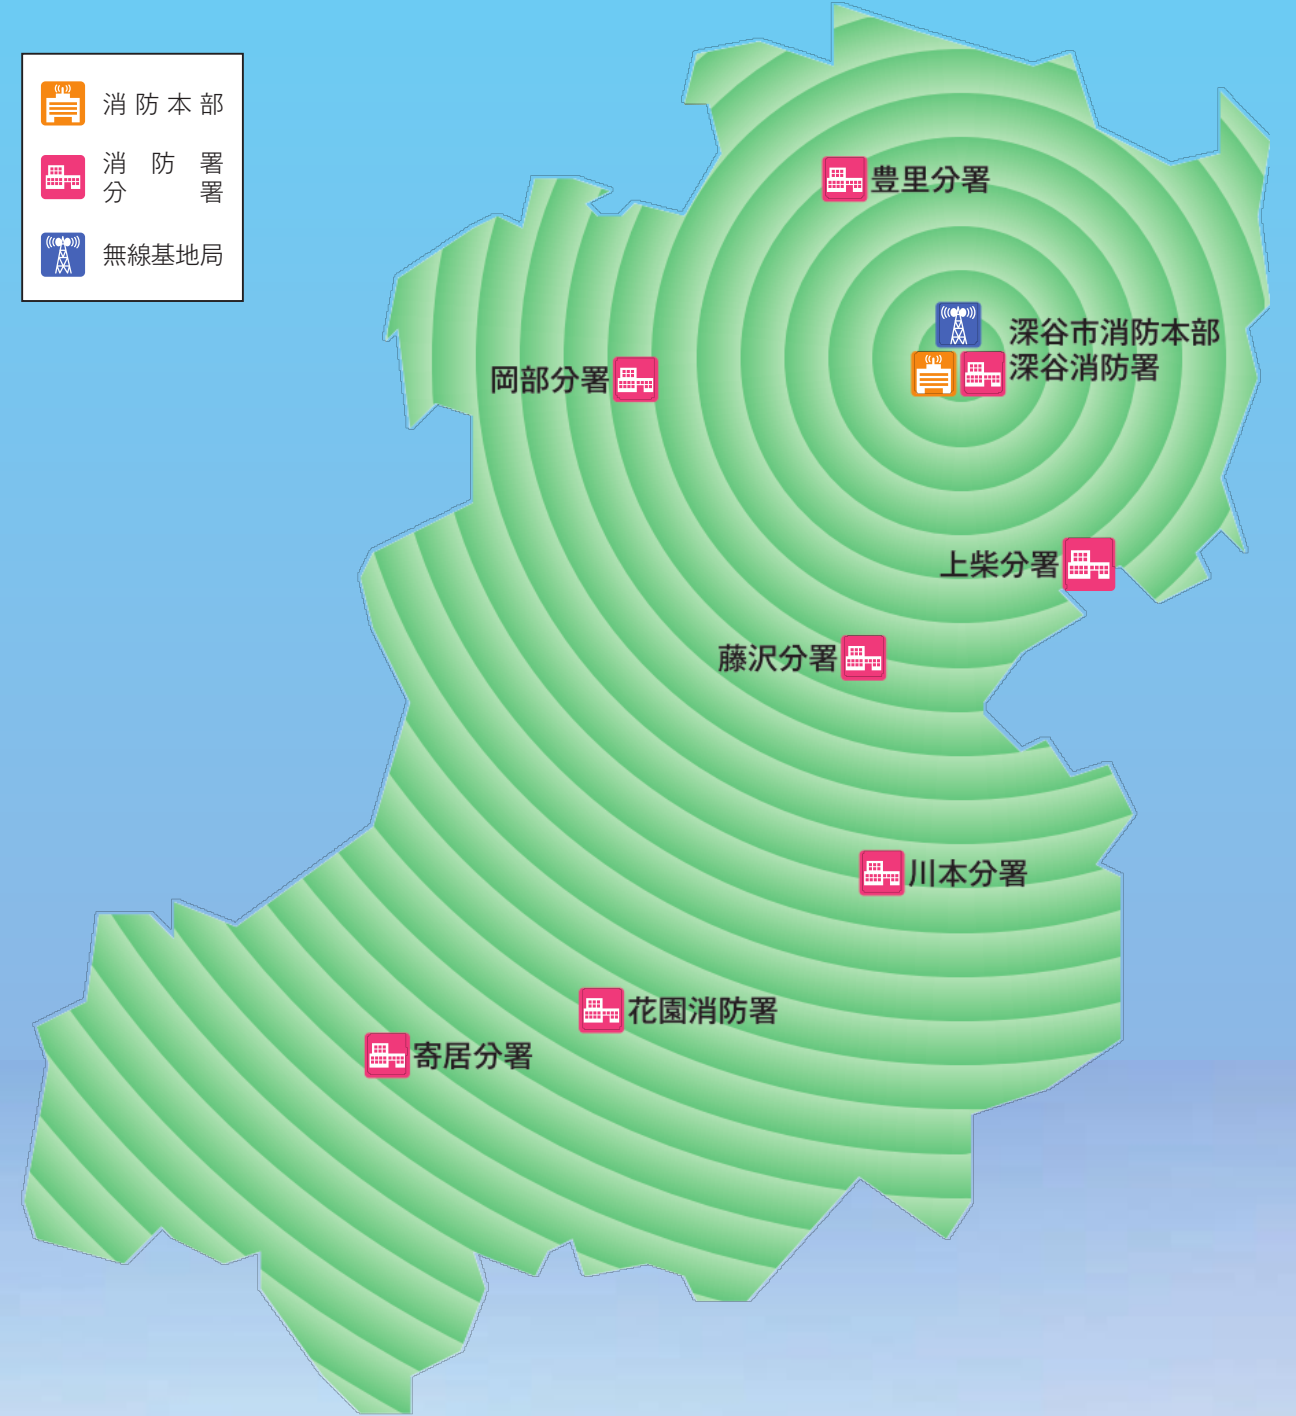 消防本部
消防署
分署
無線基地局
豊里分署
深谷市消防本部
深谷消防署
岡部分署
上柴分署
藤沢分署
川本分署
花園消防署
寄居分署